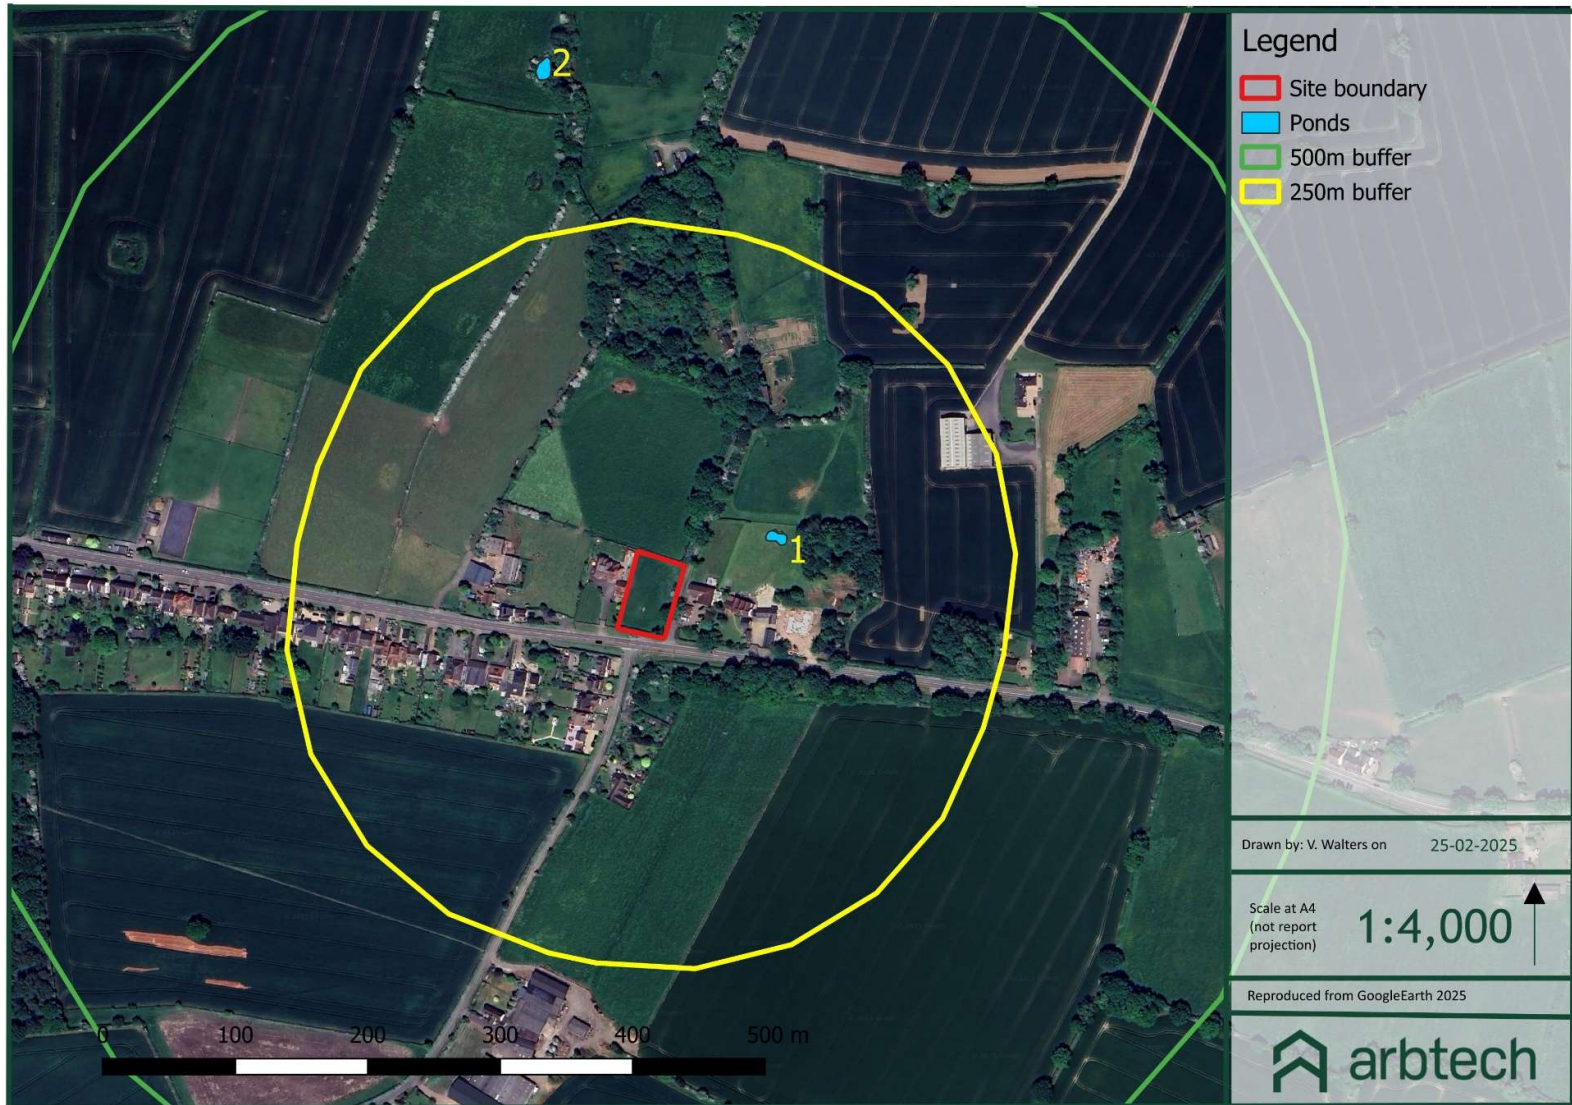 2
1
0 100 200 300 400 500 m
Legend
Site boundary
Ponds
500m buffer
250m buffer
Drawn by: V. Walters on 25-02-2025
Scale at A4
(not report
projection)
1:4,000
Reproduced from GoogleEarth 2025
arbtech